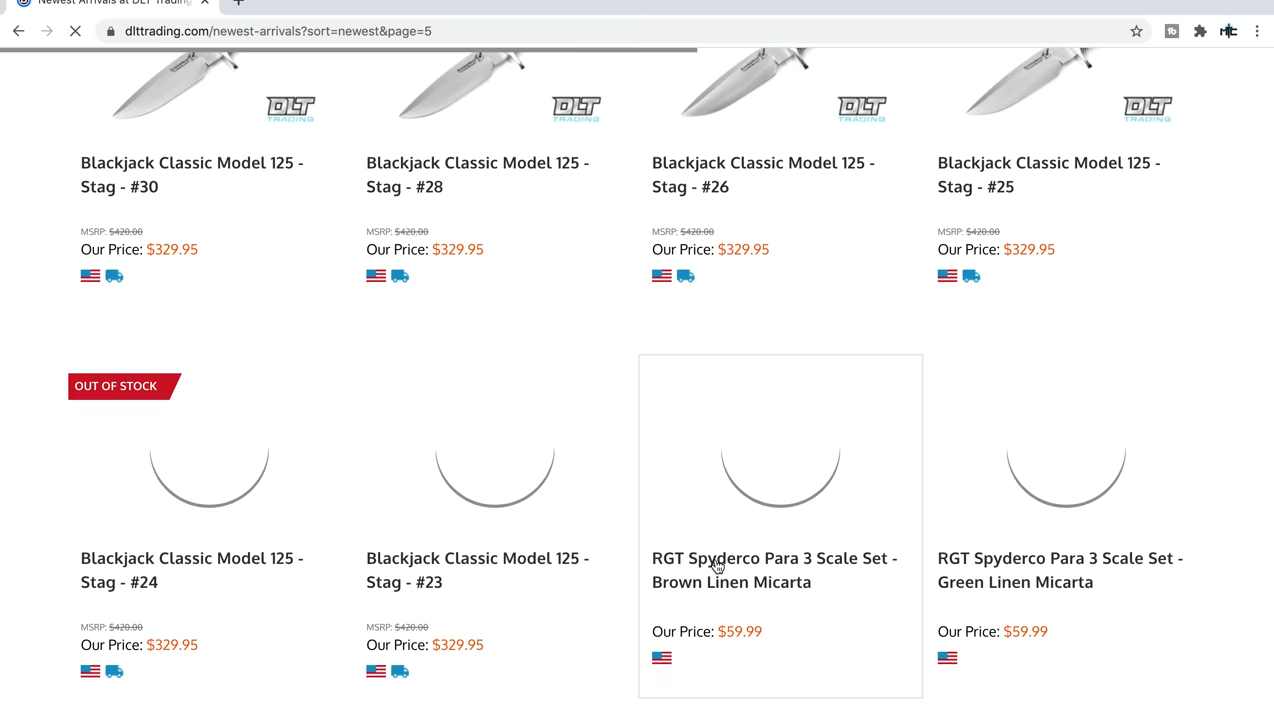 Newest Arrivals at DLT Trading
dlttrading.com/newest-arrivals?sort=newest&page=5
DLT TRADING
DLT TRADING
DLT TRADING
DLT TRADING
Blackjack Classic Model 125 -
Stag - #30
MSRP: $420.00
Our Price: $329.95
Blackjack Classic Model 125 -
Stag - #28
MSRP: $420.00
Our Price: $329.95
Blackjack Classic Model 125 -
Stag - #26
MSRP: $420.00
Our Price: $329.95
Blackjack Classic Model 125 -
Stag - #25
MSRP: $420.00
Our Price: $329.95
OUT OF STOCK
Blackjack Classic Model 125 -
Stag - #24
MSRP: $420.00
Our Price: $329.95
Blackjack Classic Model 125 -
Stag - #23
MSRP: $420.00
Our Price: $329.95
RGT Spyderco Para 3 Scale Set -
Brown Linen Micarta
Our Price: $59.99
RGT Spyderco Para 3 Scale Set -
Green Linen Micarta
Our Price: $59.99